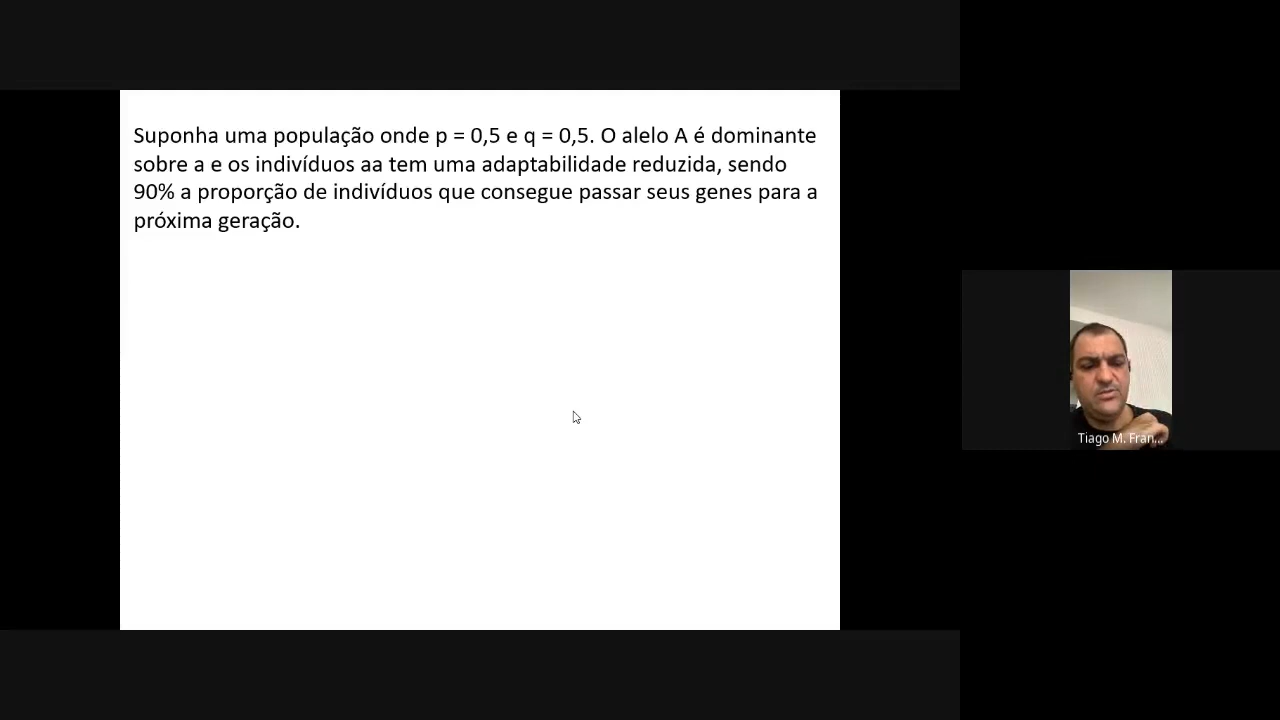 Suponha uma população onde p = 0,5 e q = 0,5. O alelo A é dominante
sobre a e os indivíduos aa tem uma adaptabilidade reduzida, sendo
90% a proporção de indivíduos que consegue passar seus genes para a
próxima geração.
Tiago M. Fran...